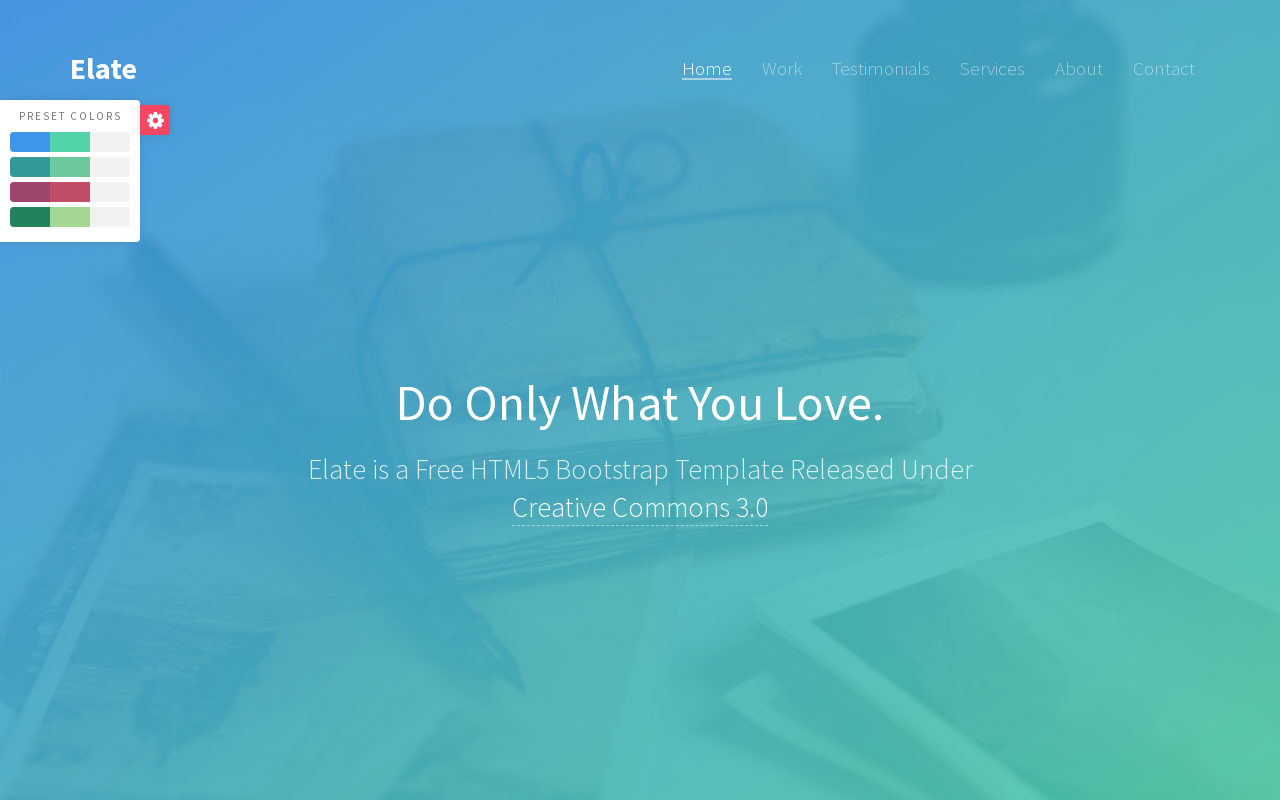 Elate
Home Work Testimonials Services About Contact
PRESET COLORS
Do Only What You Love.
Elate is a Free HTML5 Bootstrap Template Released Under
Creative Commons 3.0